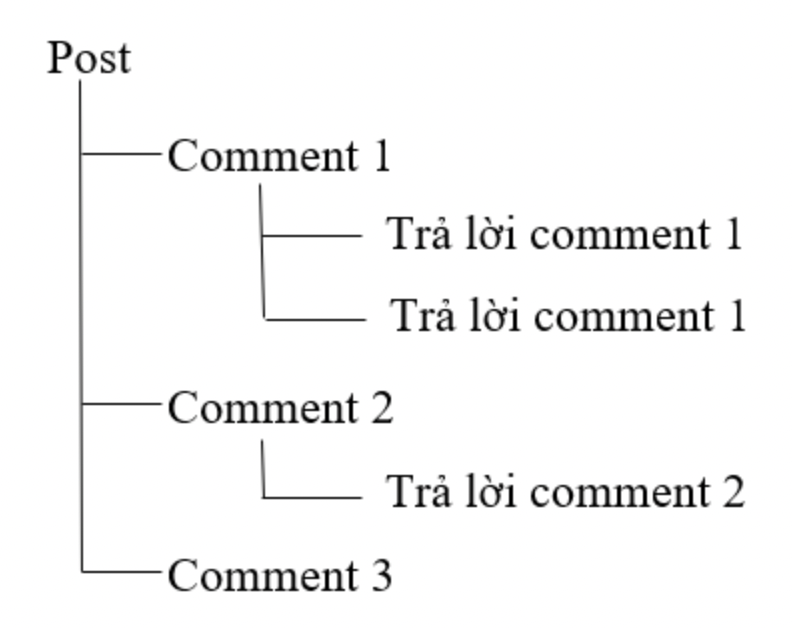 Post
Comment 1
Trả lời comment 1
Trả lời comment 1
Comment 2
Trả lời comment 2
Comment 3